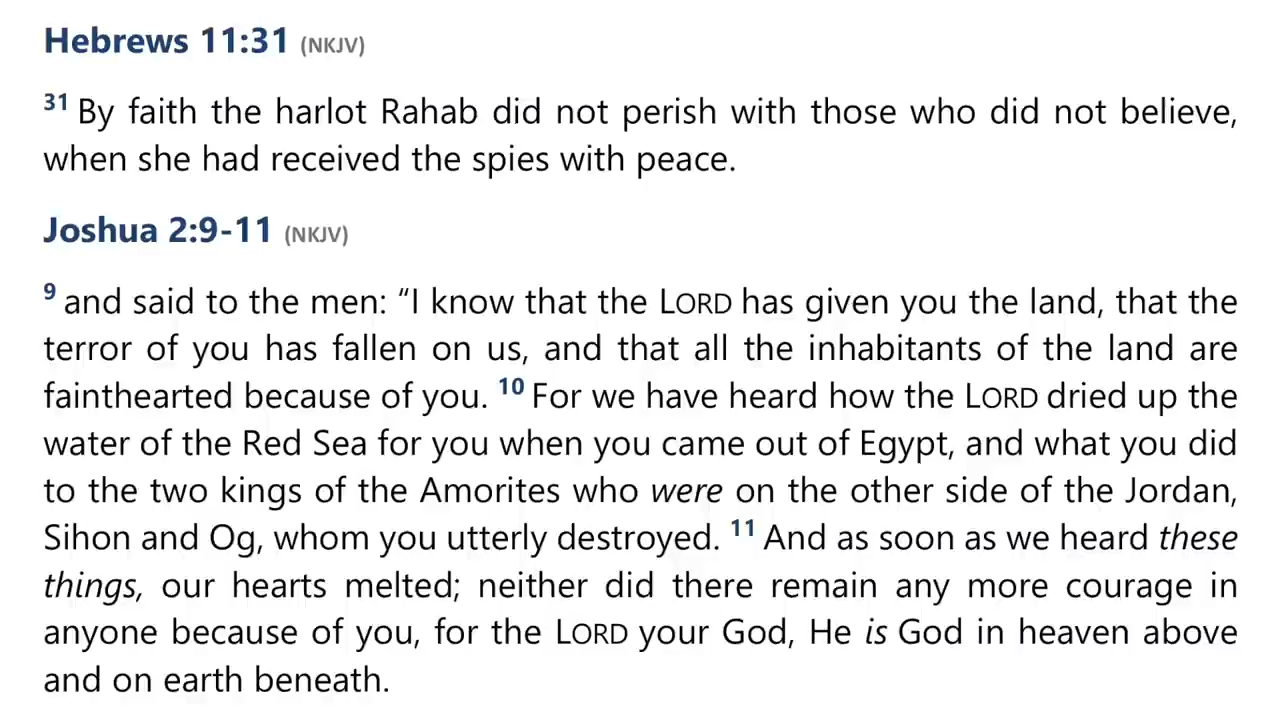 Hebrews 11:31 (NKJV)
31 By faith the harlot Rahab did not perish with those who did not believe,
when she had received the spies with peace.
Joshua 2:9-11 (NKJV)
9 and said to the men: “I know that the LORD has given you the land, that the
terror of you has fallen on us, and that all the inhabitants of the land are
fainthearted because of you. 10 For we have heard how the LORD dried up the
water of the Red Sea for you when you came out of Egypt, and what you did
to the two kings of the Amorites who were on the other side of the Jordan,
Sihon and Og, whom you utterly destroyed. 11 And as soon as we heard these
things, our hearts melted; neither did there remain any more courage in
anyone because of you, for the LORD your God, He is God in heaven above
and on earth beneath.